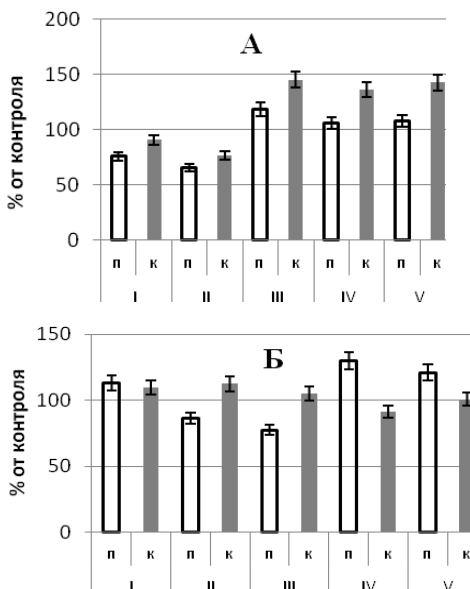 200
А
150
100
50
0
% от контроля
п к п к п к п к п к
I II III IV V
150
Б
100
50
0
% от контроля
п к п к п к п к п к
I II III IV V